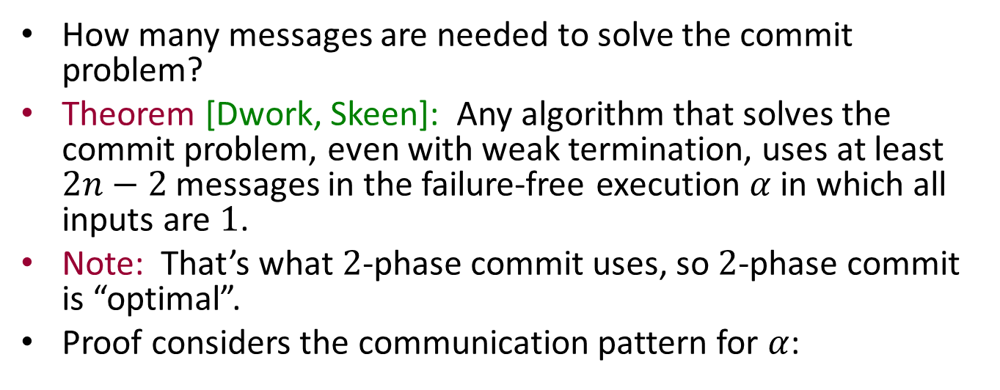 • How many messages are needed to solve the commit
problem?
• Theorem [Dwork, Skeen]: Any algorithm that solves the
commit problem, even with weak termination, uses at least
2𝑛 − 2 messages in the failure-free execution 𝛼 in which all
inputs are 1.
• Note: That’s what 2-phase commit uses, so 2-phase commit
is “optimal”.
• Proof considers the communication pattern for 𝛼: